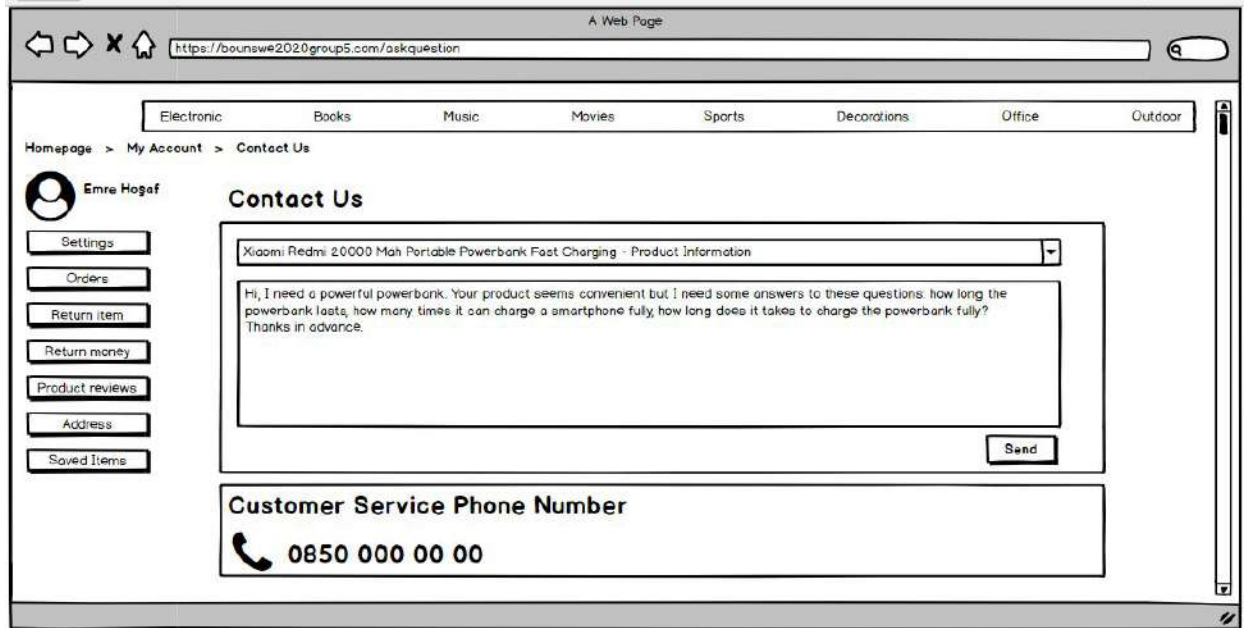 A Web Page
https://bounswe2020group5.com/askquestion
Electronic Books Music Movies Sports Decorations Office Outdoor
Homepage > My Account > Contact Us
Emre Hoşaf
Contact Us
Settings
Orders
Return item
Return money
Product reviews
Address
Saved Items
Xiaomi Redmi 20000 Mah Portable Powerbank Fast Charging - Product Information
Hi, I need a powerful powerbank. Your product seems convenient but I need some answers to these questions: how long the
powerbank lasts, how many times it can charge a smartphone fully, how long does it takes to charge the powerbank fully?
Thanks in advance.
Send
Customer Service Phone Number
0850 000 00 00